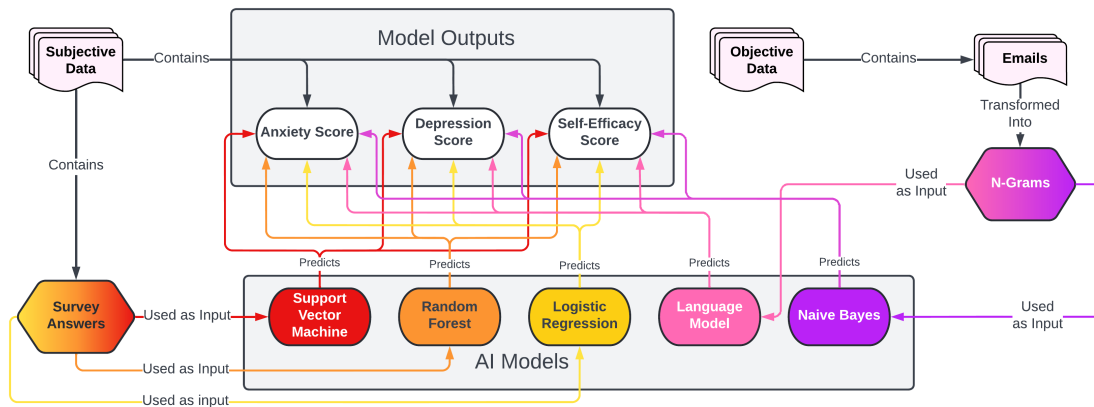 Model Outputs
Subjective
Data
Contains
Objective
Data
Contains
Emails
Transformed
Into
Anxiety Score
Depression
Score
Self-Efficacy
Score
Contains
Used
as Input
N-Grams
Predicts
Predicts
Predicts
Predicts
Predicts
Survey
Answers
Used as Input
Support
Vector
Machine
Random
Forest
Logistic
Regression
Language
Model
Naive Bayes
Used
as Input
AI Models
Used as Input
Used as input